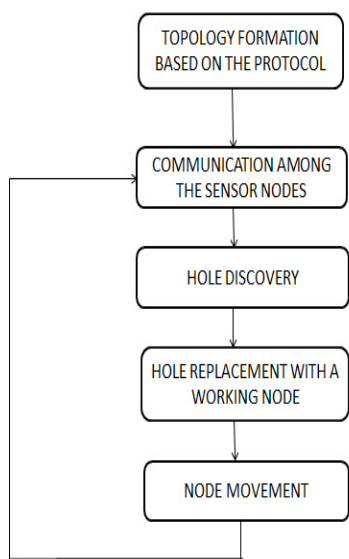 TOPOLOGY FORMATION
BASED ON THE PROTOCOL
COMMUNICATION AMONG
THE SENSOR NODES
HOLE DISCOVERY
HOLE REPLACEMENT WITH A
WORKING NODE
NODE MOVEMENT